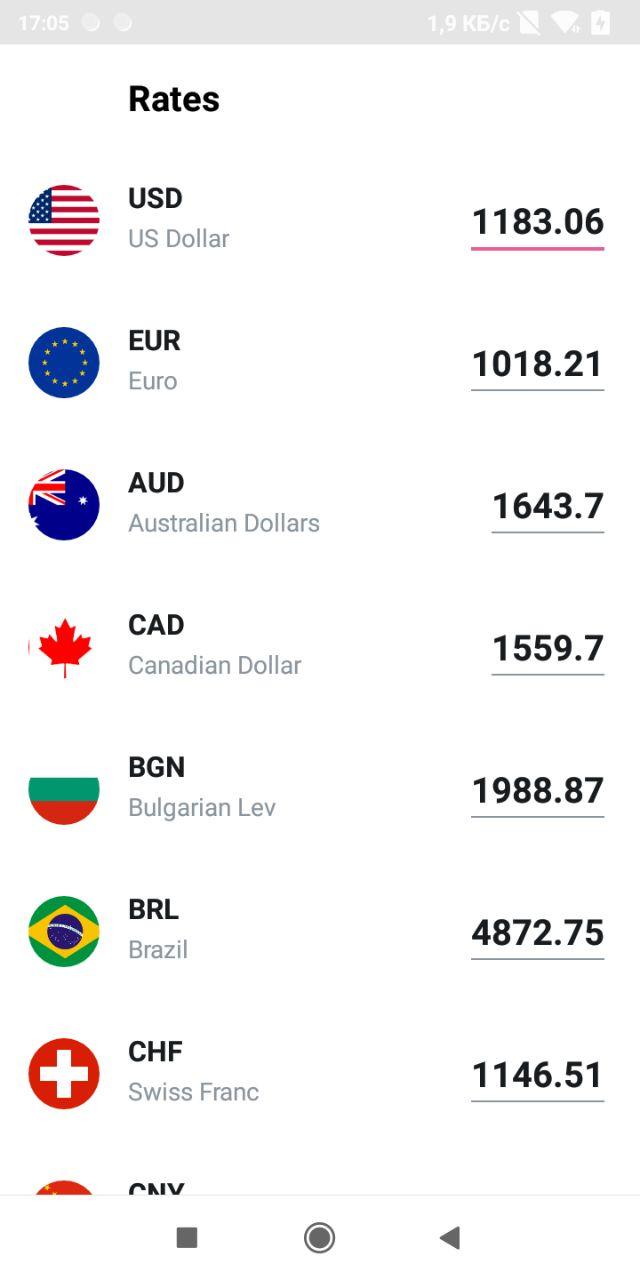 17:05 1,9 КБ/с
Rates
USD
US Dollar
1183.06
EUR
Euro
1018.21
AUD
Australian Dollars
1643.7
CAD
Canadian Dollar
1559.7
BGN
Bulgarian Lev
1988.87
BRL
Brazil
4872.75
CHF
Swiss Franc
1146.51
CNY